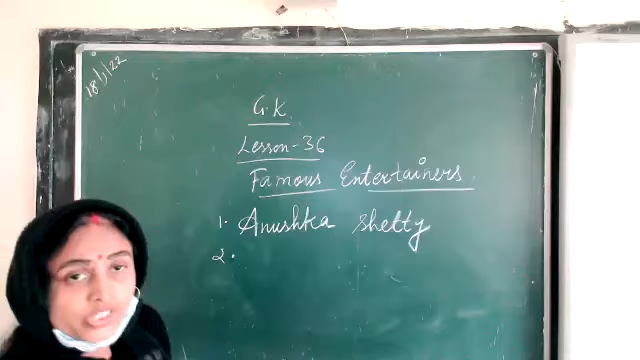 18/1/22
G.K
Lesson-36
Famous Entertainers
1. Anushka shetty
2.